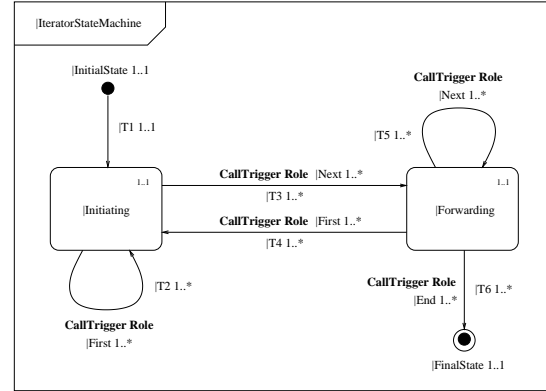 |IteratorStateMachine
|InitialState 1..1
|T1 1..1
CallTrigger Role
|Next 1..*
|T5 1..*
1..1
|Initiating
CallTrigger Role |Next 1..*
|T3 1..*
CallTrigger Role |First 1..*
|T4 1..*
1..1
|Forwarding
|T2 1..*
CallTrigger Role
|First 1..*
CallTrigger Role
|End 1..*
|T6 1..*
|FinalState 1..1